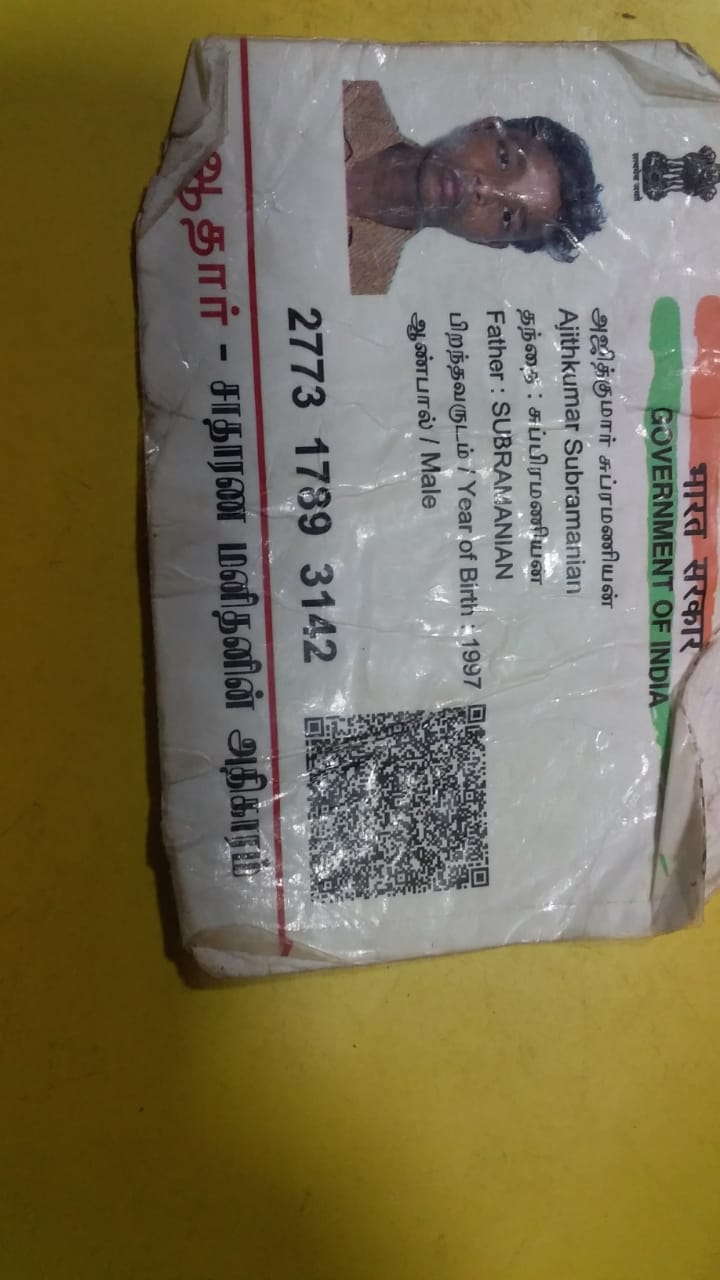 भारत सरकार
GOVERNMENT OF INDIA
அஜித்குமார் சுப்ரமணியன்
Ajithkumar Subramanian
தந்தை : சுப்பிரமணியன்
Father : SUBRAMANIAN
பிறந்தவருடம் / Year of Birth : 1997
ஆண்பால் / Male
2773 3142
ஆதார் - சாதாரண மனிதனின் அதிகாரம்